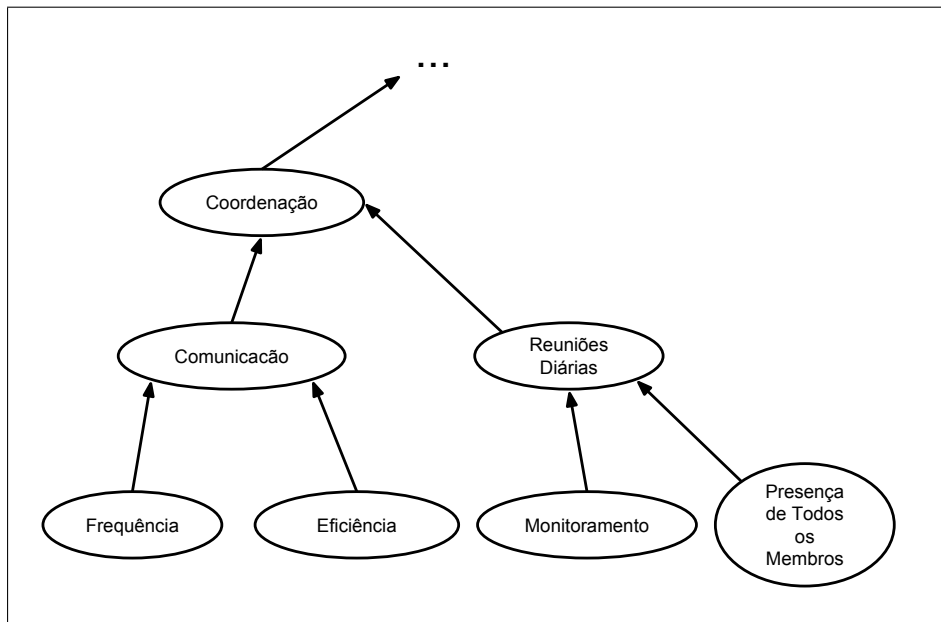 ...
Coordenação
Comunicacão
Reuniões
Diárias
Frequência
Eficiência
Monitoramento
Presença
de Todos
os
Membros